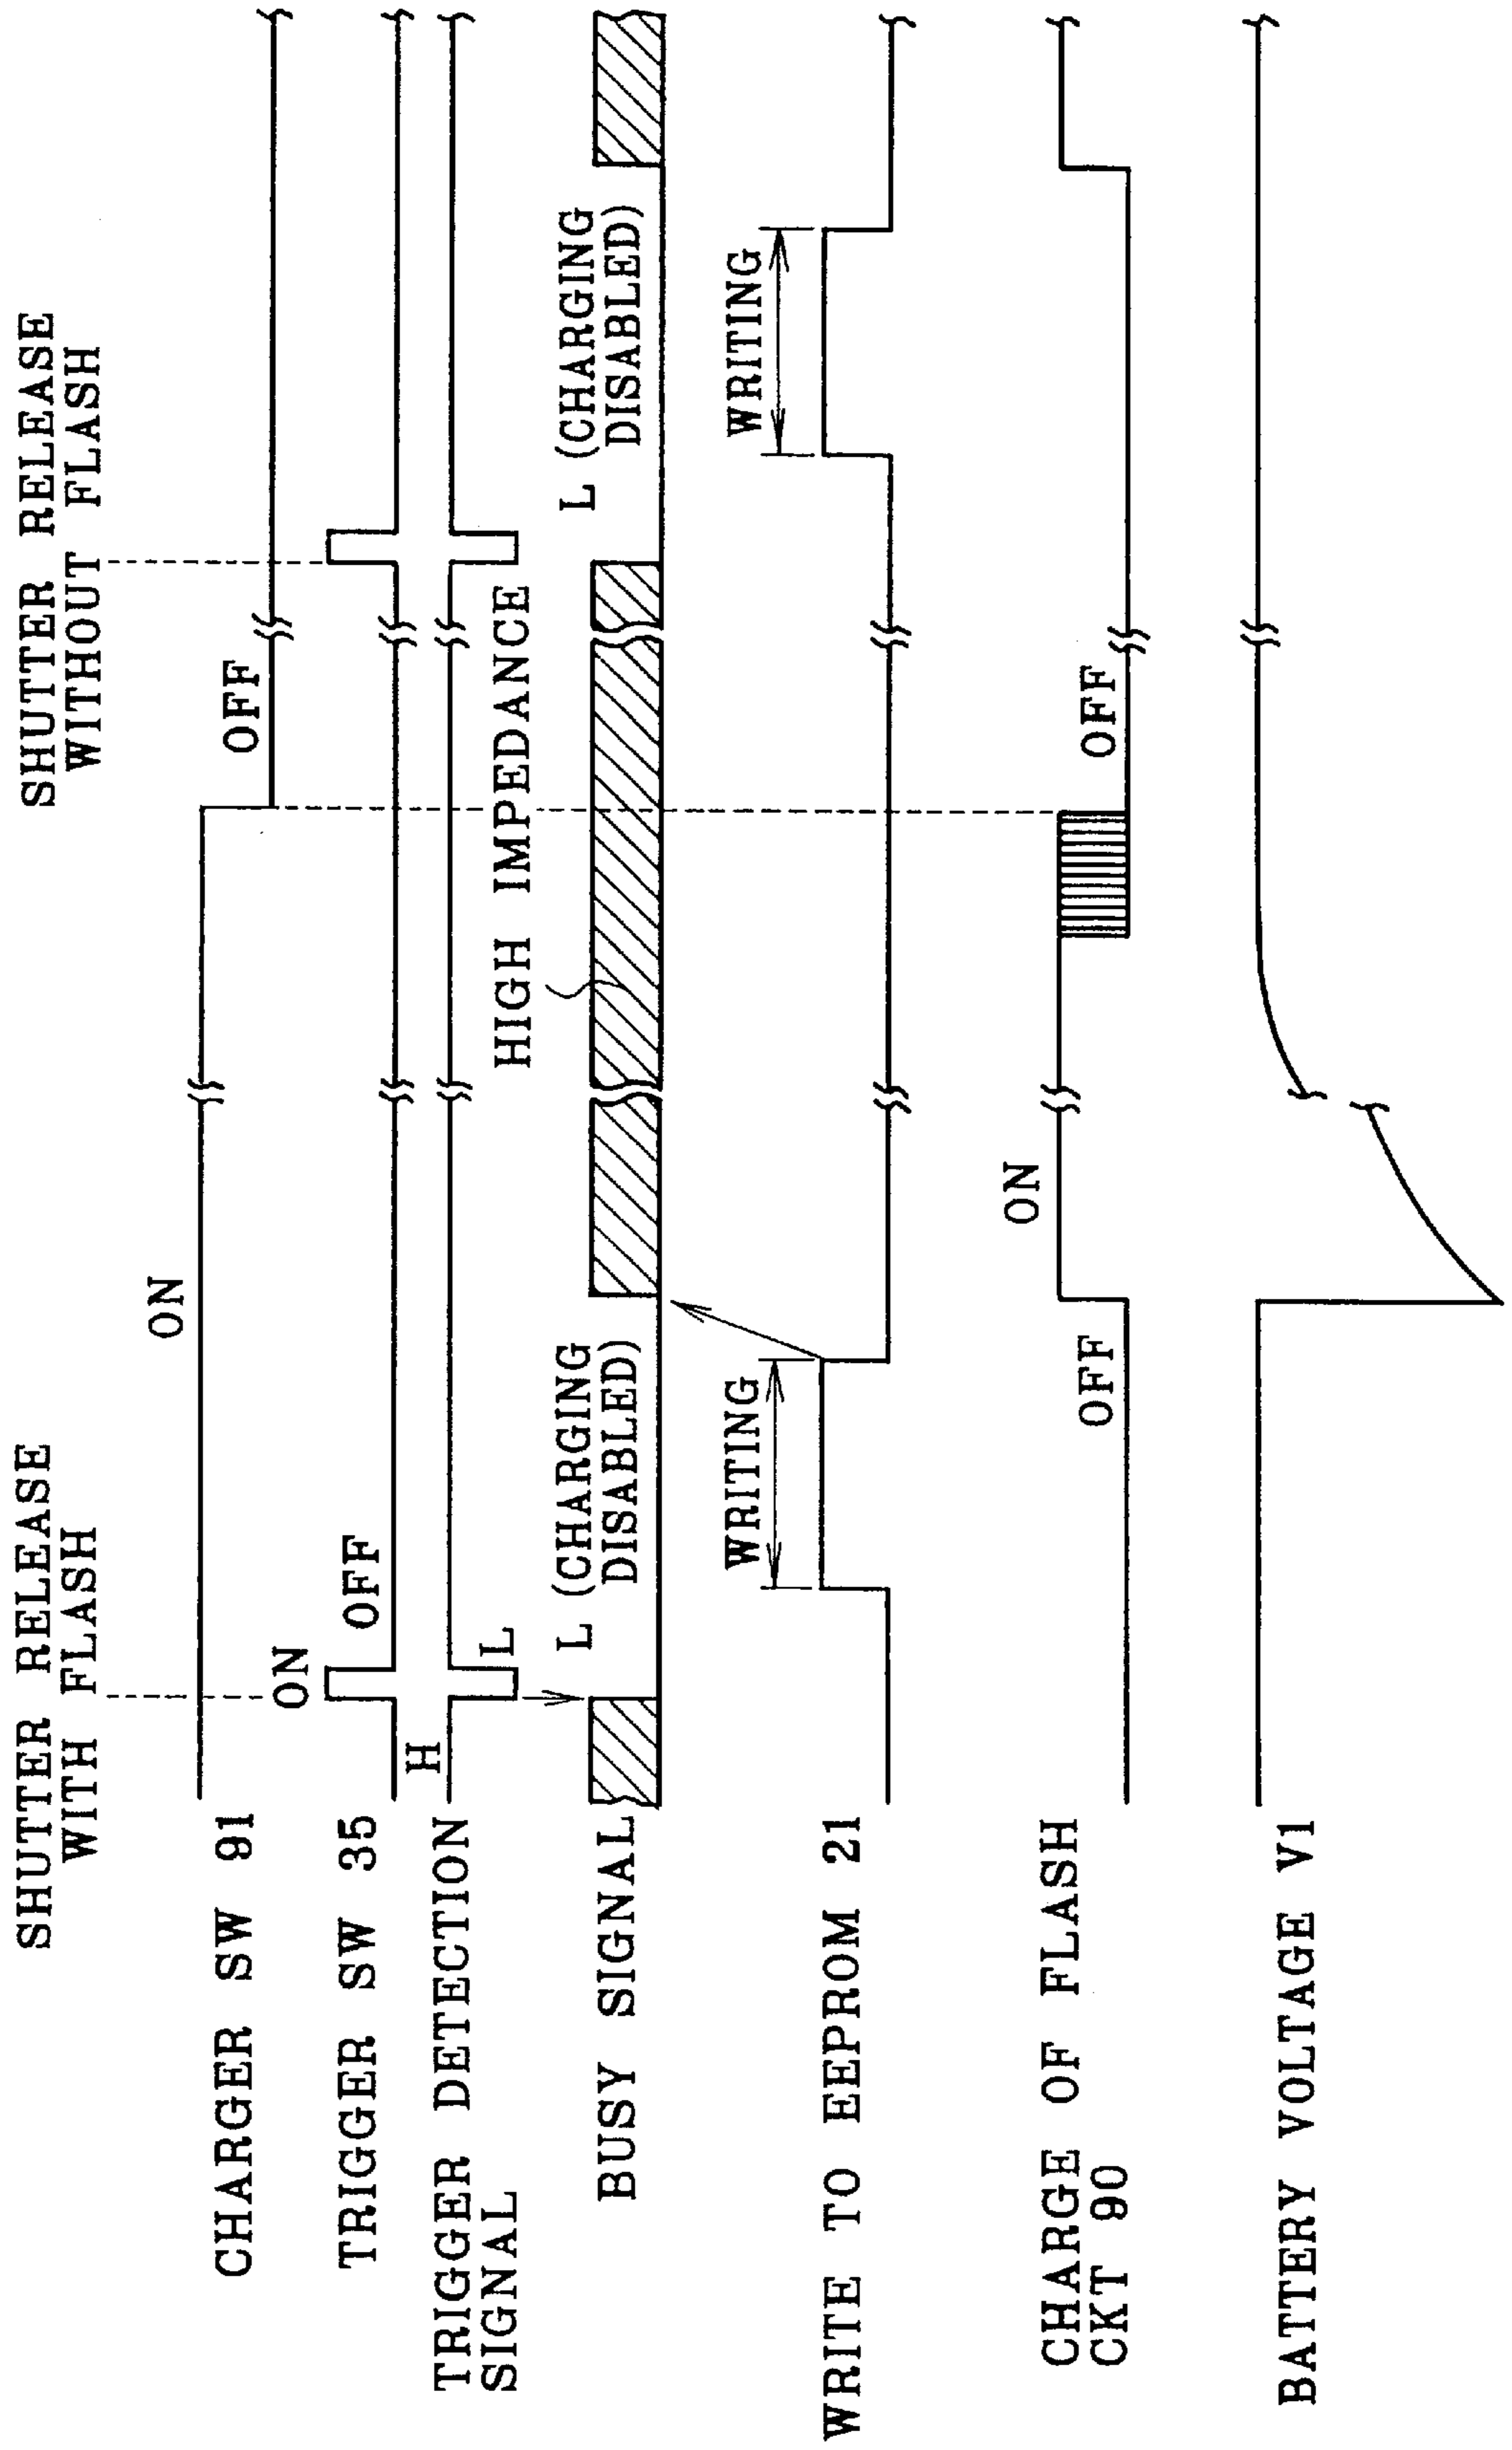 SHUTTER RELEASE
WITH FLASH
SHUTTER RELEASE
WITHOUT FLASH
CHARGER SW 91
ON
OFF
TRIGGER SW 35
ON
OFF
TRIGGER DETECTION
SIGNAL
H
L
HIGH IMPEDANCE
BUSY SIGNAL
L (CHARGING
DISABLED)
L (CHARGING
DISABLED)
WRITE TO EEPROM 21
WRITING
WRITING
CHARGE OF FLASH
CKT 90
OFF
ON
OFF
BATTERY VOLTAGE V1